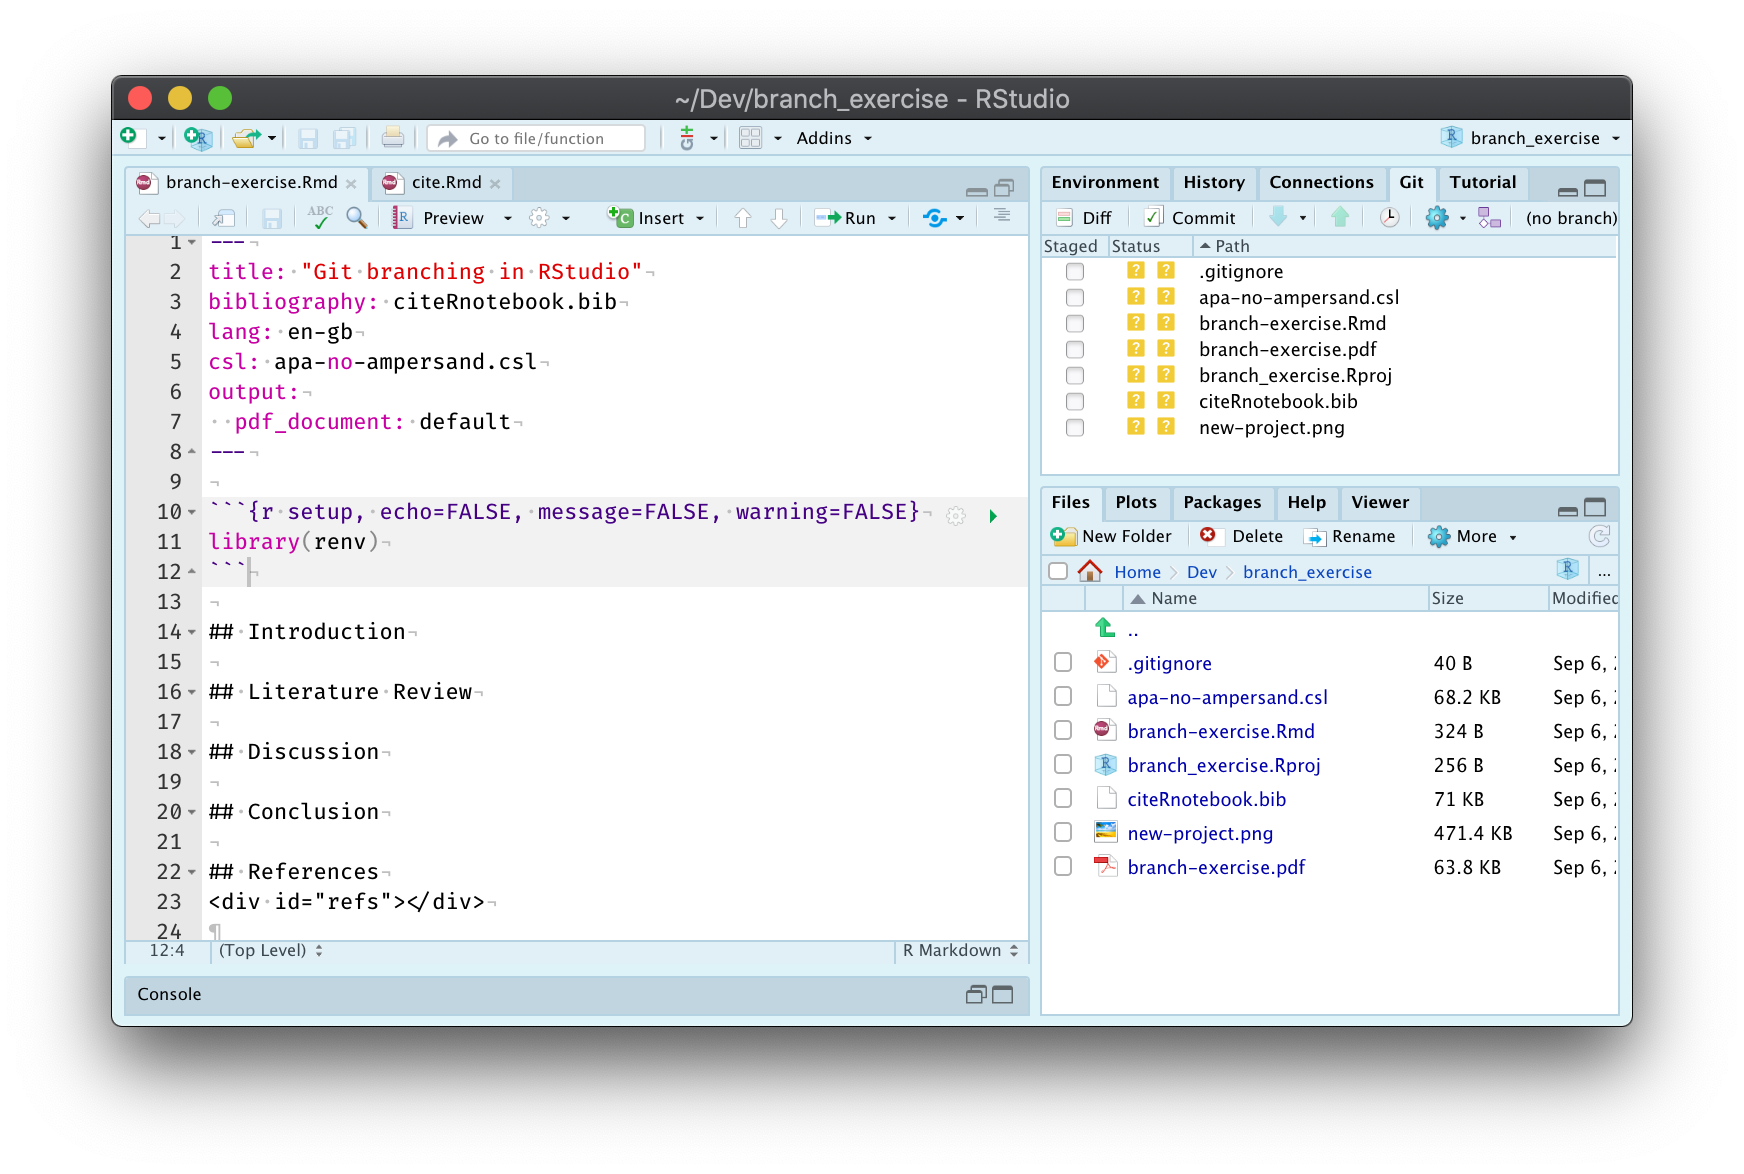 ~/Dev/branch_exercise - RStudio
Go to file/function
Addins
branch_exercise
branch-exercise.Rmd
cite.Rmd
ABC
Preview
Insert
Run
1 ---
2 title: "Git branching in RStudio"
3 bibliography: citeRnotebook.bib
4 lang: en-gb
5 csl: apa-no-ampersand.csl
6 output:
7   pdf_document: default
8 ---
9
10 ```{r setup, echo=FALSE, message=FALSE, warning=FALSE}
11 library(renv)
12 ```
13
14 ## Introduction
15
16 ## Literature Review
17
18 ## Discussion
19
20 ## Conclusion
21
22 ## References
23 <div id="refs"></div>
24
12:4 (Top Level) R Markdown
Console
Environment History Connections Git Tutorial
Diff Commit (no branch)
Staged Status Path
? ? .gitignore
? ? apa-no-ampersand.csl
? ? branch-exercise.Rmd
? ? branch-exercise.pdf
? ? branch_exercise.Rproj
? ? citeRnotebook.bib
? ? new-project.png
Files Plots Packages Help Viewer
New Folder Delete Rename More
Home Dev branch_exercise R ...
Name Size Modified
..
.gitignore 40 B Sep 6,
apa-no-ampersand.csl 68.2 KB Sep 6,
branch-exercise.Rmd 324 B Sep 6,
branch_exercise.Rproj 256 B Sep 6,
citeRnotebook.bib 71 KB Sep 6,
new-project.png 471.4 KB Sep 6,
branch-exercise.pdf 63.8 KB Sep 6,